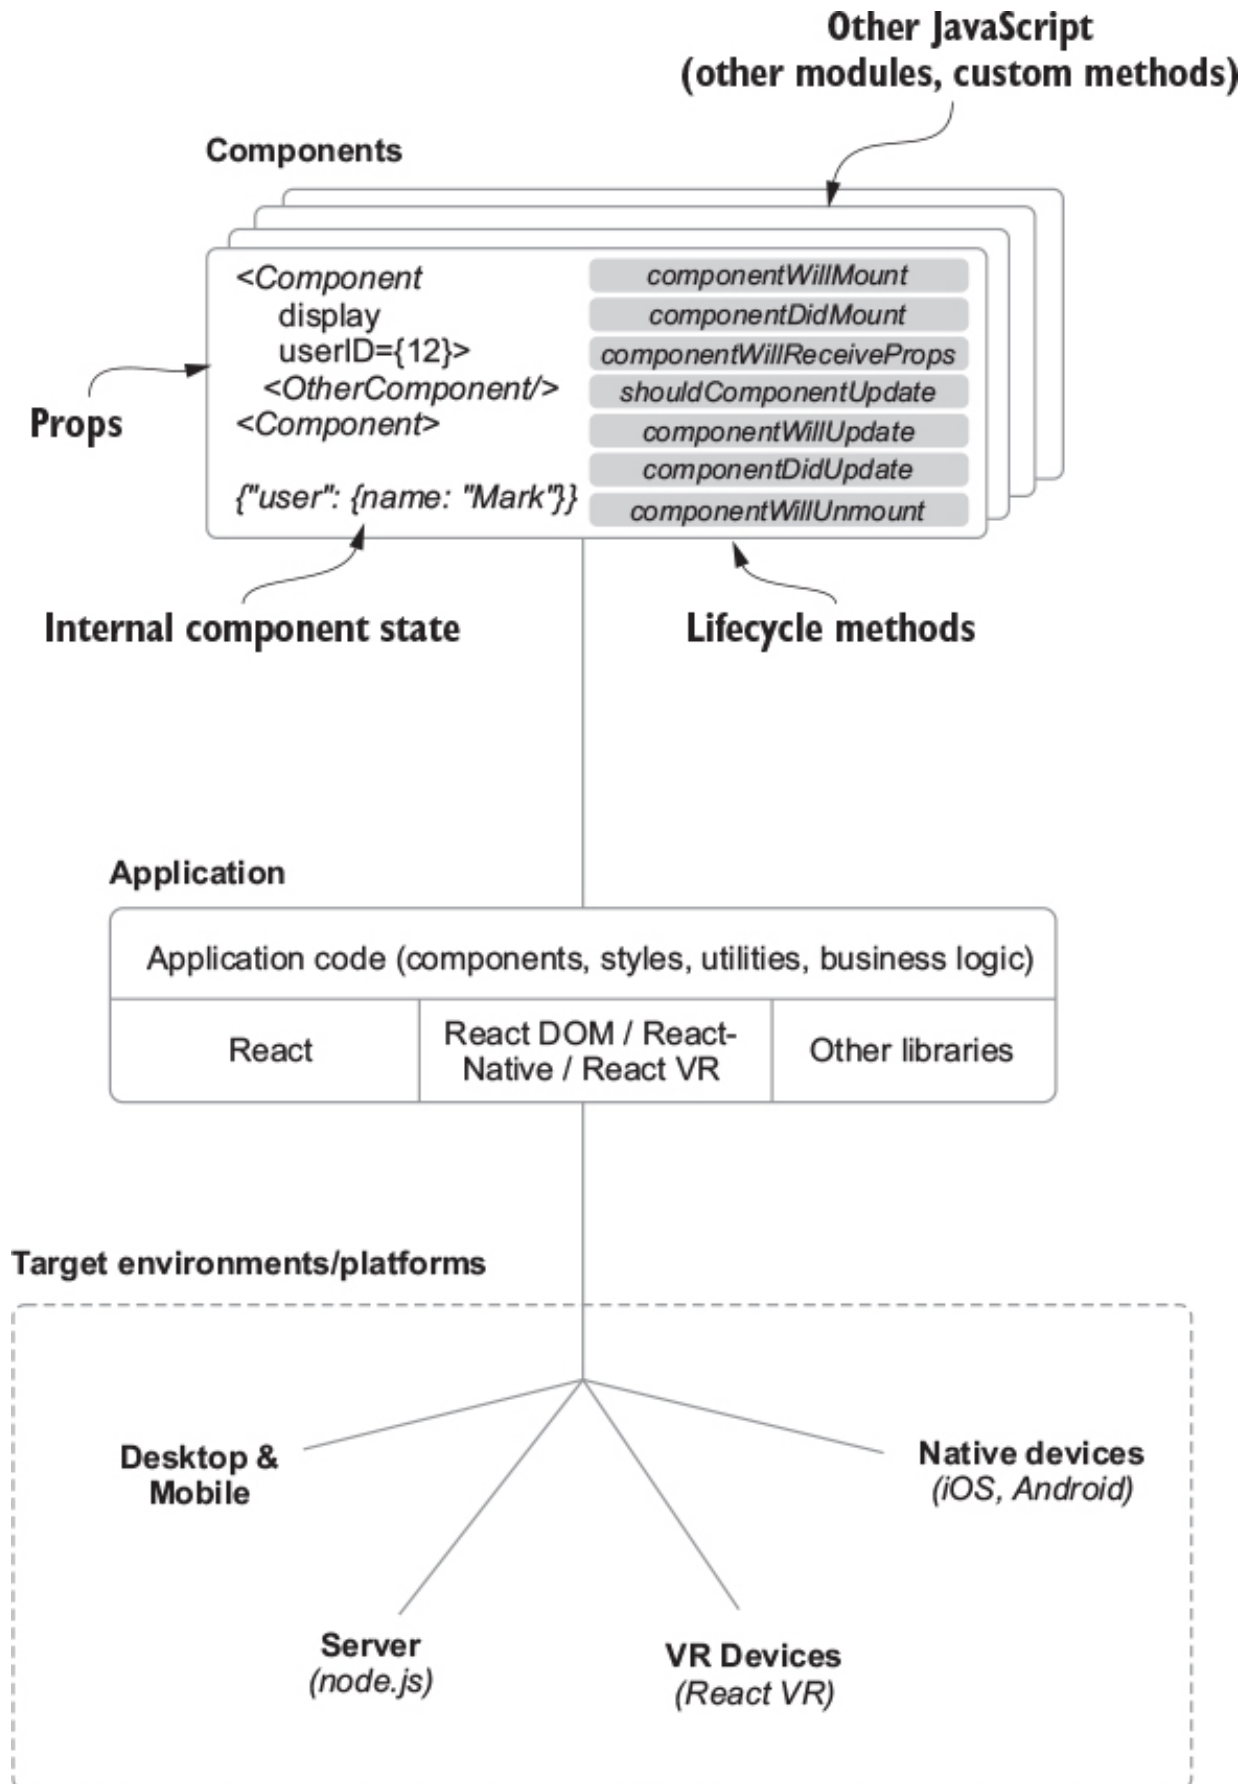 Other JavaScript
(other modules, custom methods)
Components
<Component
display
userID={12}>
<OtherComponent/>
<Component>
{"user": {name: "Mark"}}
componentWillMount
componentDidMount
componentWillReceiveProps
shouldComponentUpdate
componentWillUpdate
componentDidUpdate
componentWillUnmount
Props
Internal component state
Lifecycle methods
Application
Application code (components, styles, utilities, business logic)
React
React DOM / React-
Native / React VR
Other libraries
Target environments/platforms
Desktop &
Mobile
Native devices
(iOS, Android)
Server
(node.js)
VR Devices
(React VR)